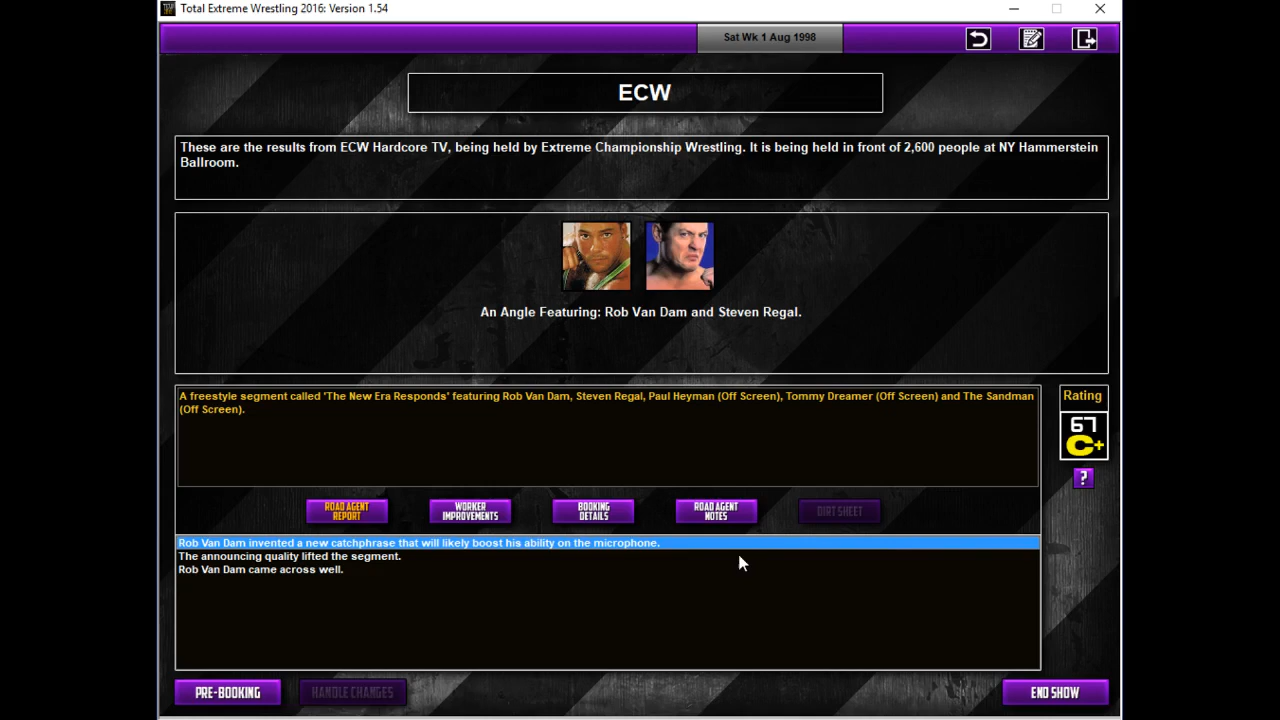 Total Extreme Wrestling 2016: Version 1.54
Sat Wk 1 Aug 1998
ECW
These are the results from ECW Hardcore TV, being held by Extreme Championship Wrestling. It is being held in front of 2,600 people at NY Hammerstein
Ballroom.
An Angle Featuring: Rob Van Dam and Steven Regal.
A freestyle segment called 'The New Era Responds' featuring Rob Van Dam, Steven Regal, Paul Heyman (Off Screen), Tommy Dreamer (Off Screen) and The Sandman
(Off Screen).
Rating
67
C+
?
ROAD AGENT
REPORT
WORKER
IMPROVEMENTS
BOOKING
DETAILS
ROAD AGENT
NOTES
DIRT SHEET
Rob Van Dam invented a new catchphrase that will likely boost his ability on the microphone.
The announcing quality lifted the segment.
Rob Van Dam came across well.
PRE-BOOKING
HANDLE CHANGES
END SHOW